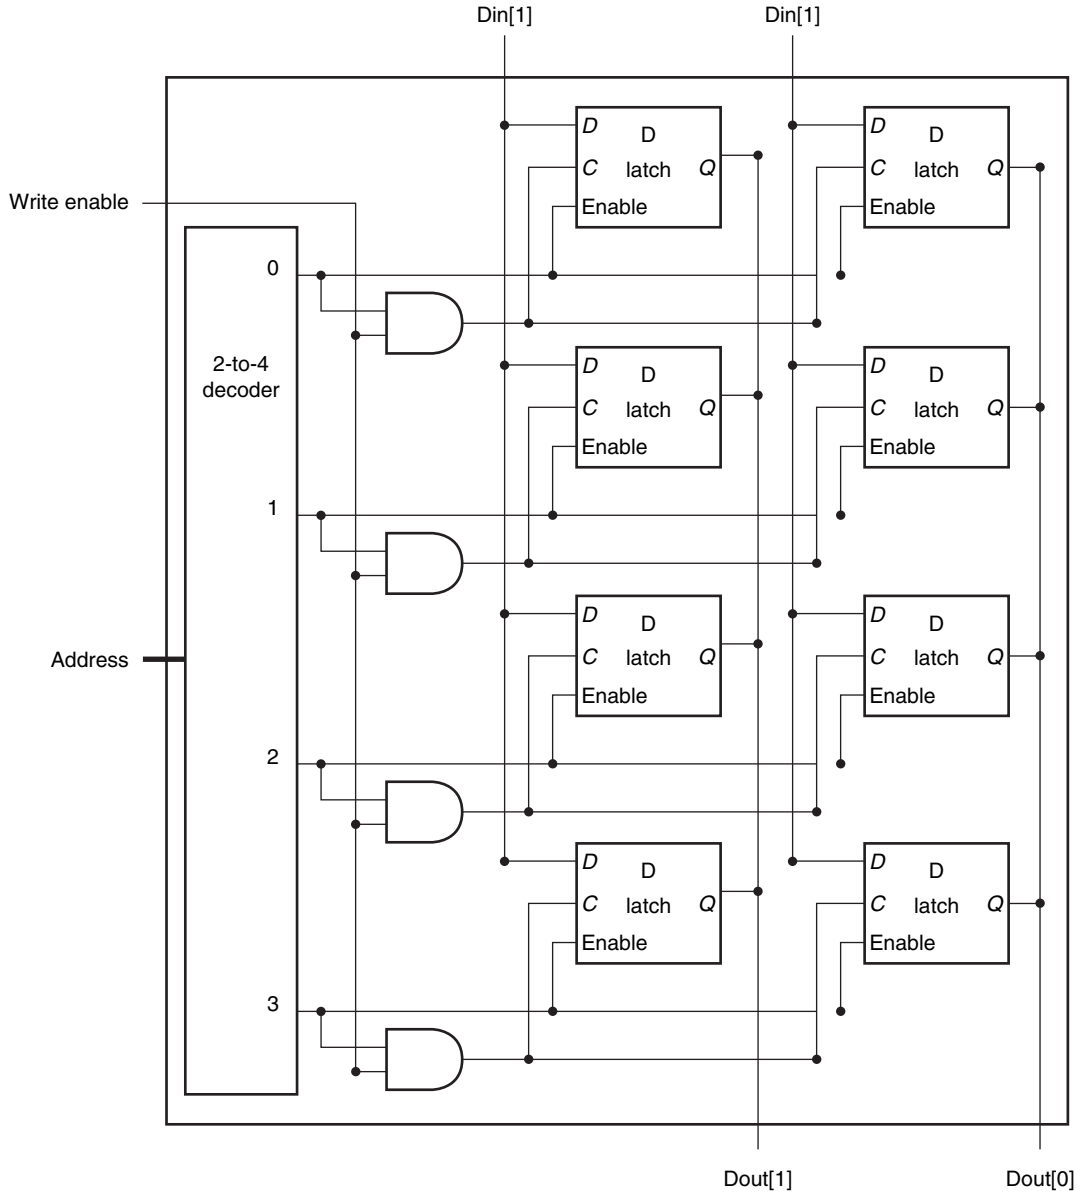 Din[1] Din[1]
D D
D D
C latch Q C latch Q
Write enable
Enable Enable
0
2-to-4
decoder
D D
D D
C latch Q C latch Q
Enable Enable
1
D D
D D
Address
C latch Q C latch Q
Enable Enable
2
D D
D D
C latch Q C latch Q
Enable Enable
3
Dout[1] Dout[0]